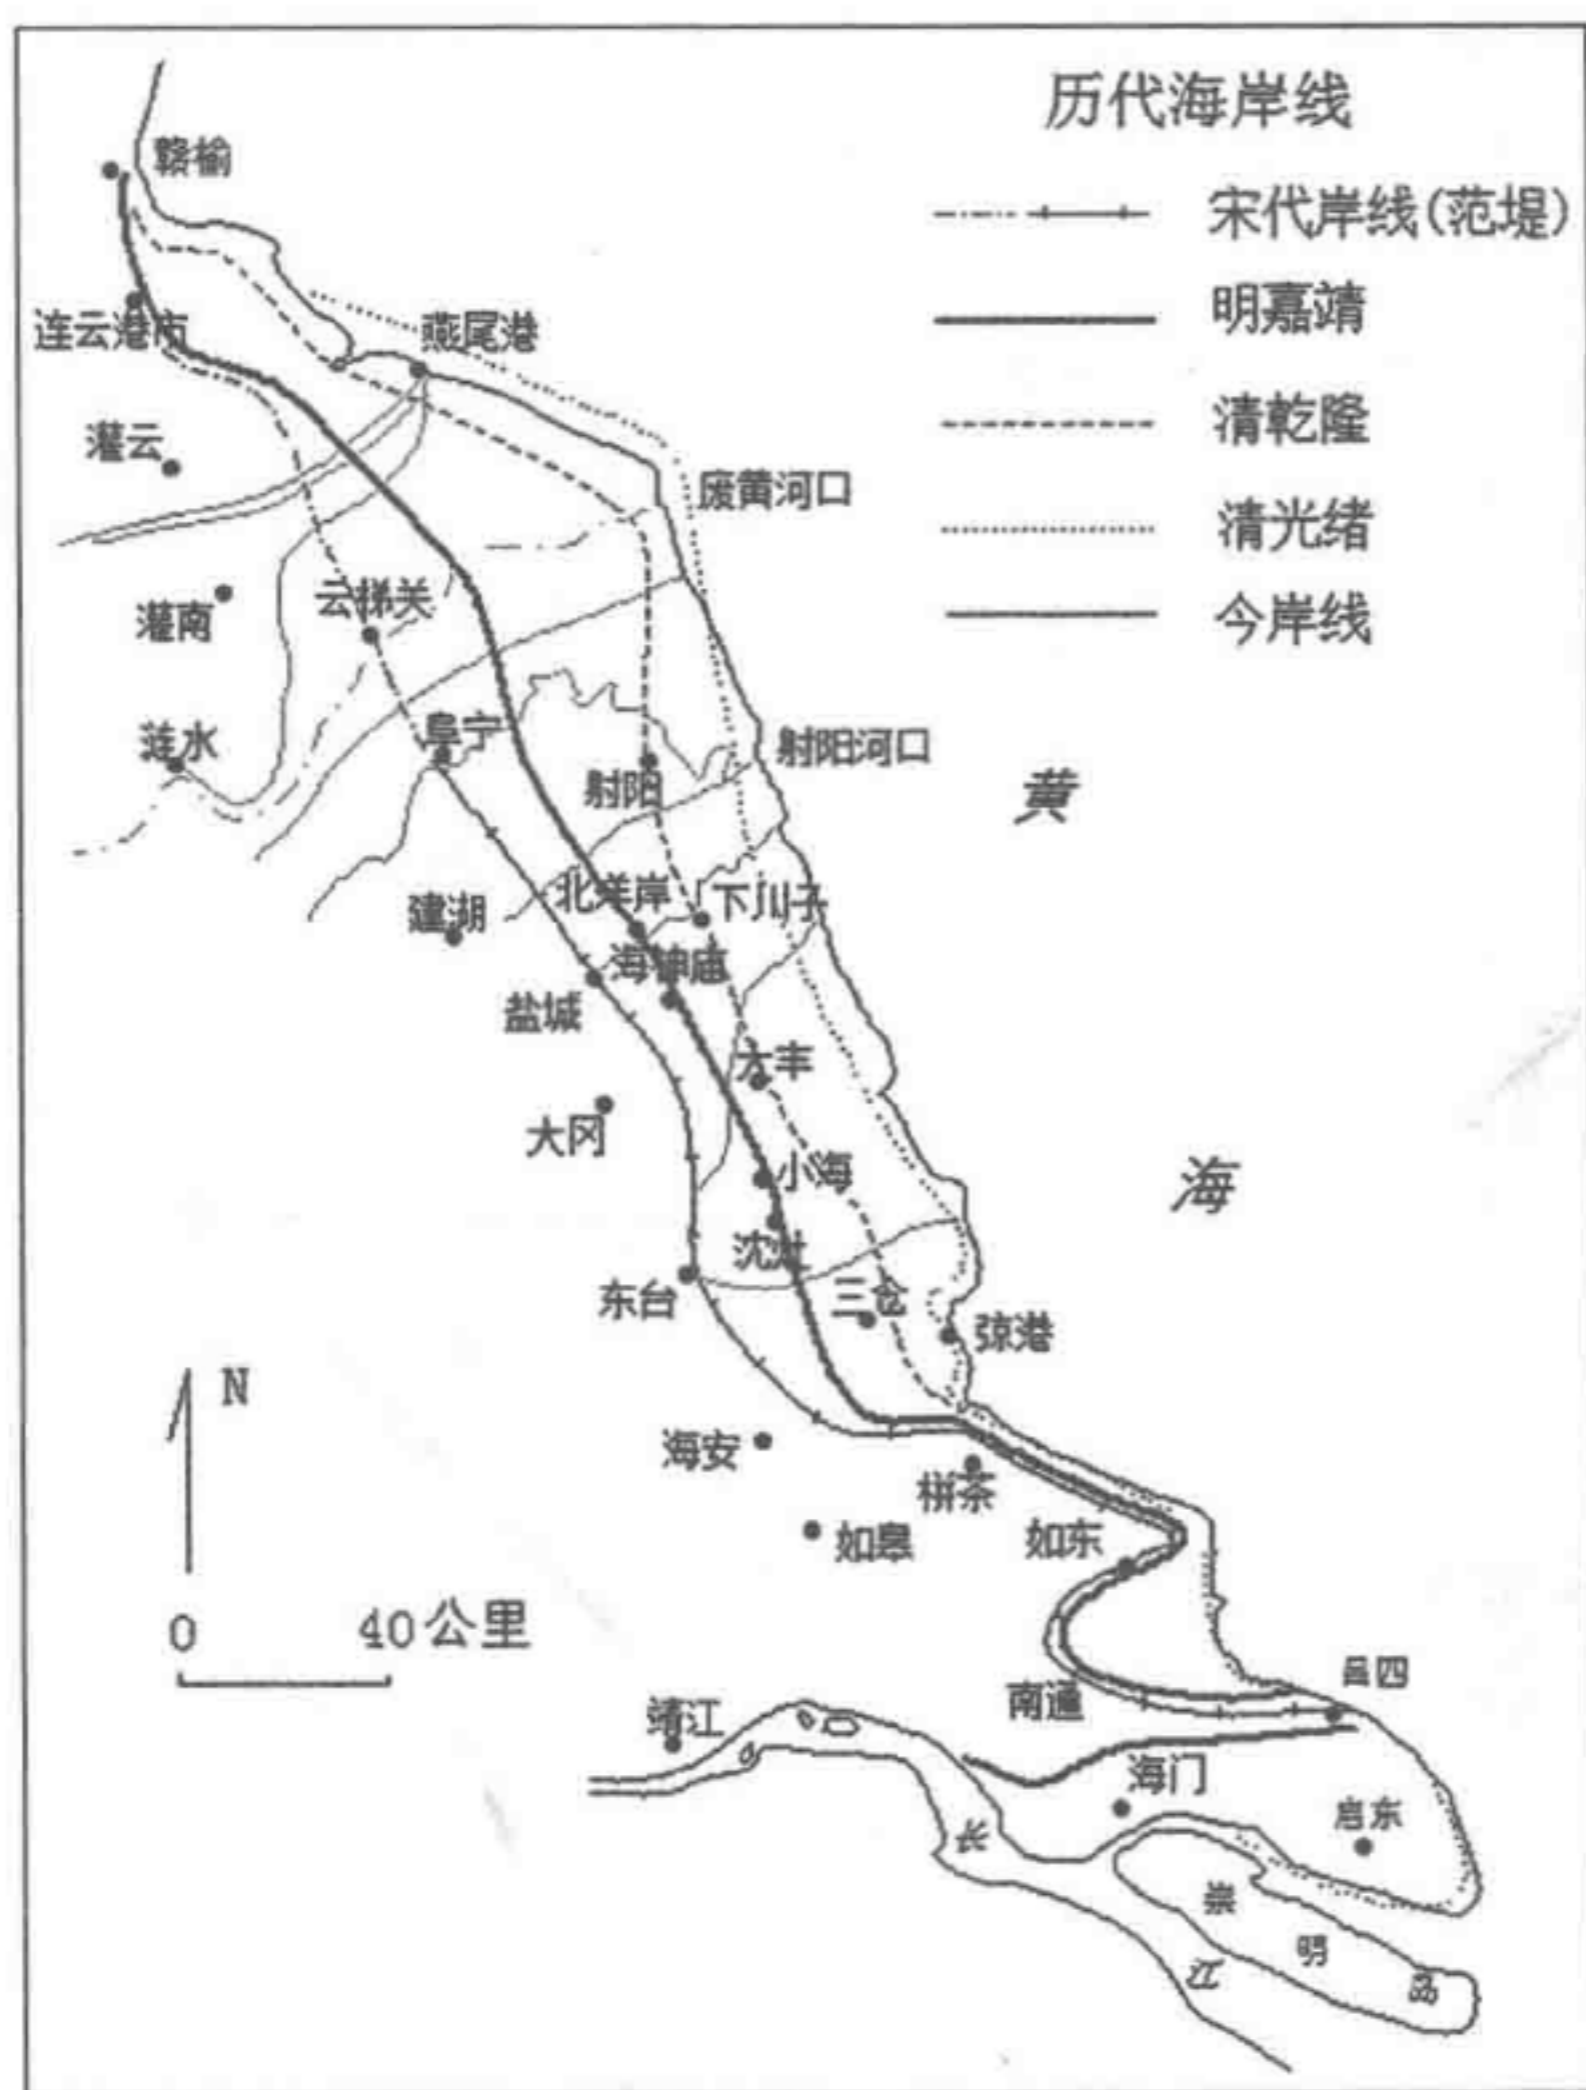 历代海岸线
宋代岸线(范堤)
明嘉靖
清乾隆
清光绪
今岸线
赣榆
连云港市
燕尾港
灌云
废黄河口
灌南
云梯关
涟水
阜宁
射阳
射阳河口
黄
建湖
北洋岸
下川子
海神庙
盐城
大丰
大冈
小海
海
沈灶
东台
三仓
弶港
N
海安
栟茶
如皋
如东
0
40公里
南通
吕四
靖江
海门
启东
长
江
崇
明
岛